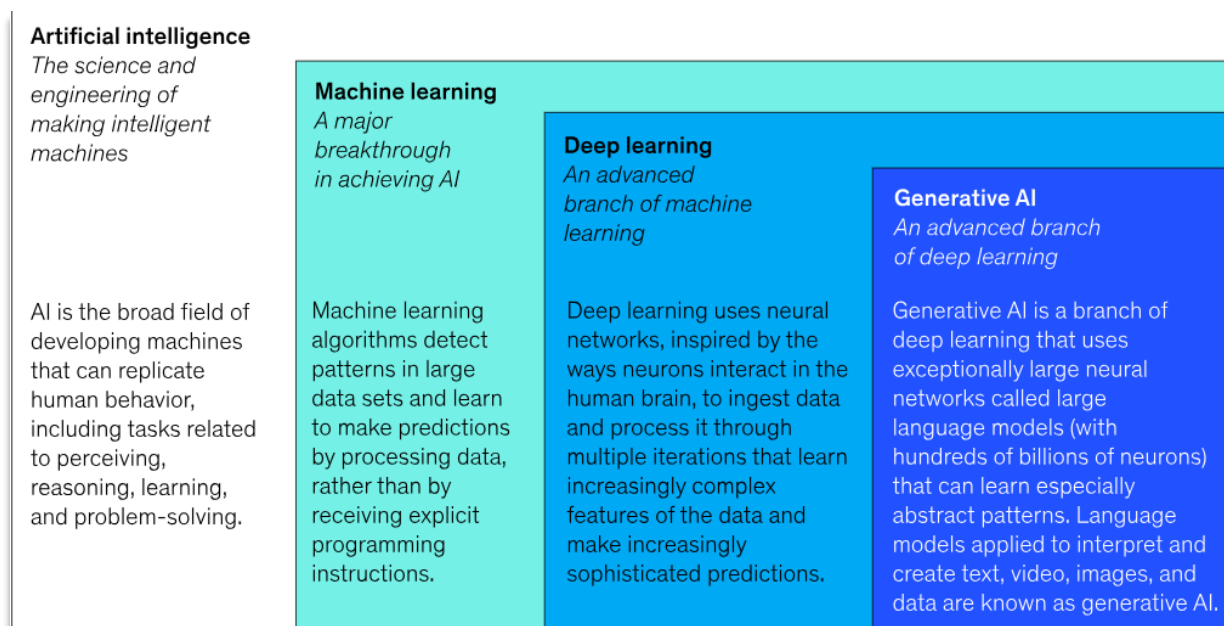 Artificial intelligence
The science and
engineering of
making intelligent
machines
AI is the broad field of
developing machines
that can replicate
human behavior,
including tasks related
to perceiving,
reasoning, learning,
and problem-solving.
Machine learning
A major
breakthrough
in achieving AI
Machine learning
algorithms detect
patterns in large
data sets and learn
to make predictions
by processing data,
rather than by
receiving explicit
programming
instructions.
Deep learning
An advanced
branch of machine
learning
Deep learning uses neural
networks, inspired by the
ways neurons interact in the
human brain, to ingest data
and process it through
multiple iterations that learn
increasingly complex
features of the data and
make increasingly
sophisticated predictions.
Generative AI
An advanced branch
of deep learning
Generative AI is a branch of
deep learning that uses
exceptionally large neural
networks called large
language models (with
hundreds of billions of neurons)
that can learn especially
abstract patterns. Language
models applied to interpret and
create text, video, images, and
data are known as generative AI.